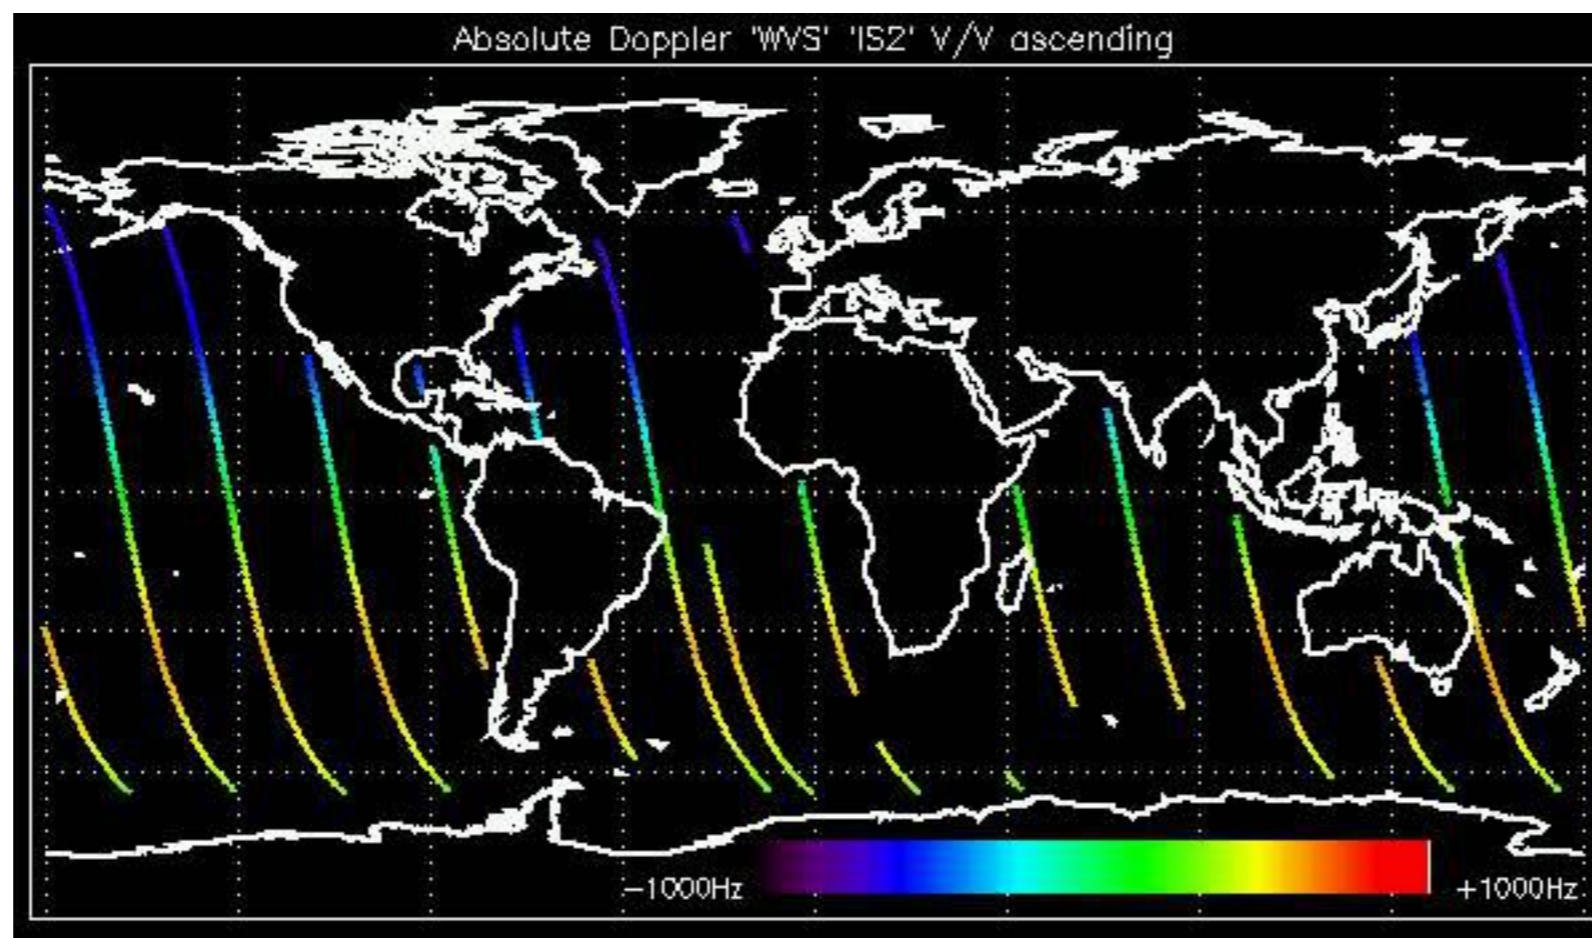 Absolute Doppler 'WVS' 'IS2' V/V ascending
−1000Hz
+1000Hz